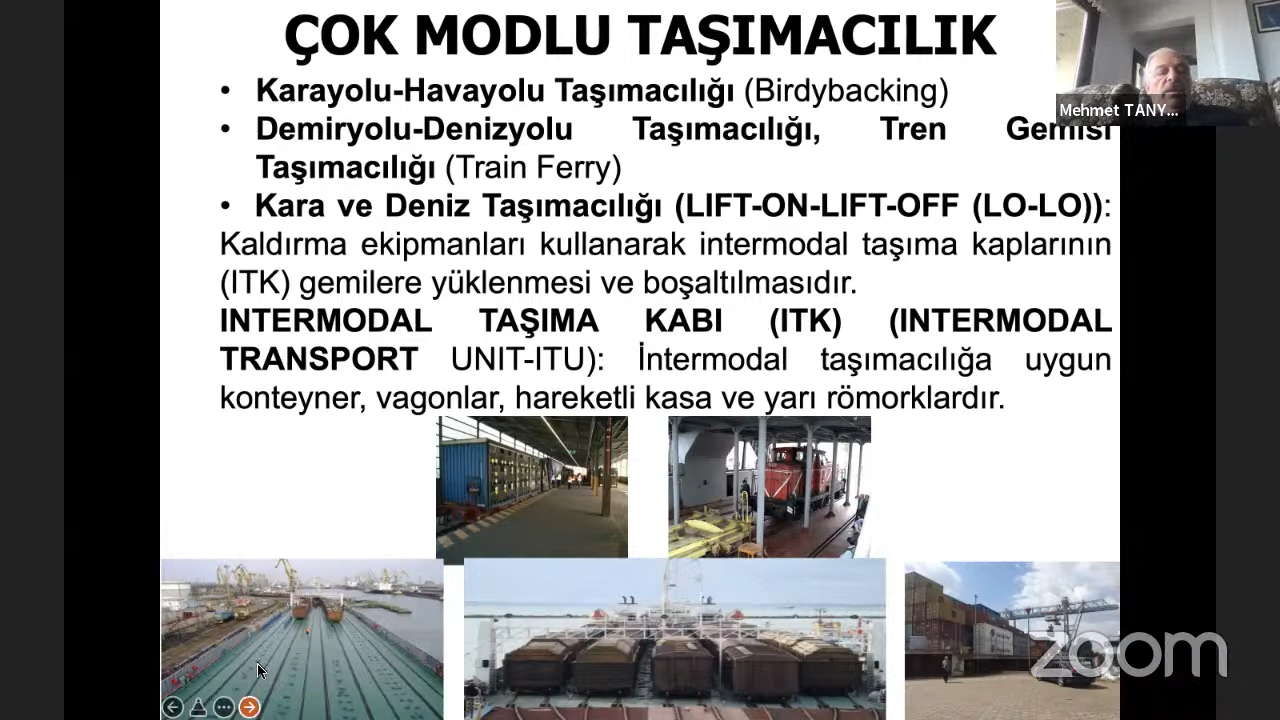 ÇOK MODLU TAŞIMACILIK
• Karayolu-Havayolu Taşımacılığı (Birdybacking)
• Demiryolu-Denizyolu Taşımacılığı, Tren Gemisi
Taşımacılığı (Train Ferry)
• Kara ve Deniz Taşımacılığı (LIFT-ON-LIFT-OFF (LO-LO)):
Kaldırma ekipmanları kullanarak intermodal taşıma kaplarının
(ITK) gemilere yüklenmesi ve boşaltılmasıdır.
INTERMODAL TAŞIMA KABI (ITK) (INTERMODAL
TRANSPORT UNIT-ITU): İntermodal taşımacılığa uygun
konteyner, vagonlar, hareketli kasa ve yarı römorklardır.
Mehmet TANY...
zoom